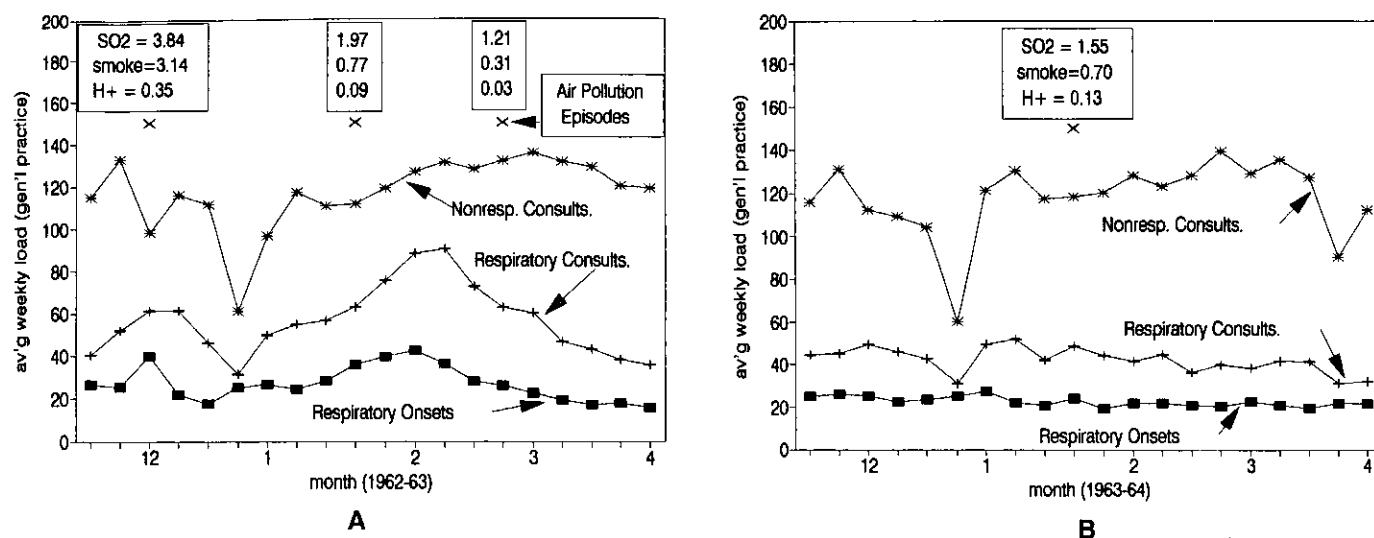 200
180
160
140
120
100
80
60
40
20
0
av'g weekly load (gen'l practice)
SO2 = 3.84
smoke=3.14
H+ = 0.35
1.97
0.77
0.09
1.21
0.31
0.03
Air Pollution
Episodes
Nonresp. Consults.
Respiratory Consults.
Respiratory Onsets
12
1
2
3
4
month (1962-63)
A
200
180
160
140
120
100
80
60
40
20
0
av'g weekly load (gen'l practice)
SO2 = 1.55
smoke=0.70
H+ = 0.13
Nonresp. Consults.
Respiratory Consults.
Respiratory Onsets
12
1
2
3
4
month (1963-64)
B